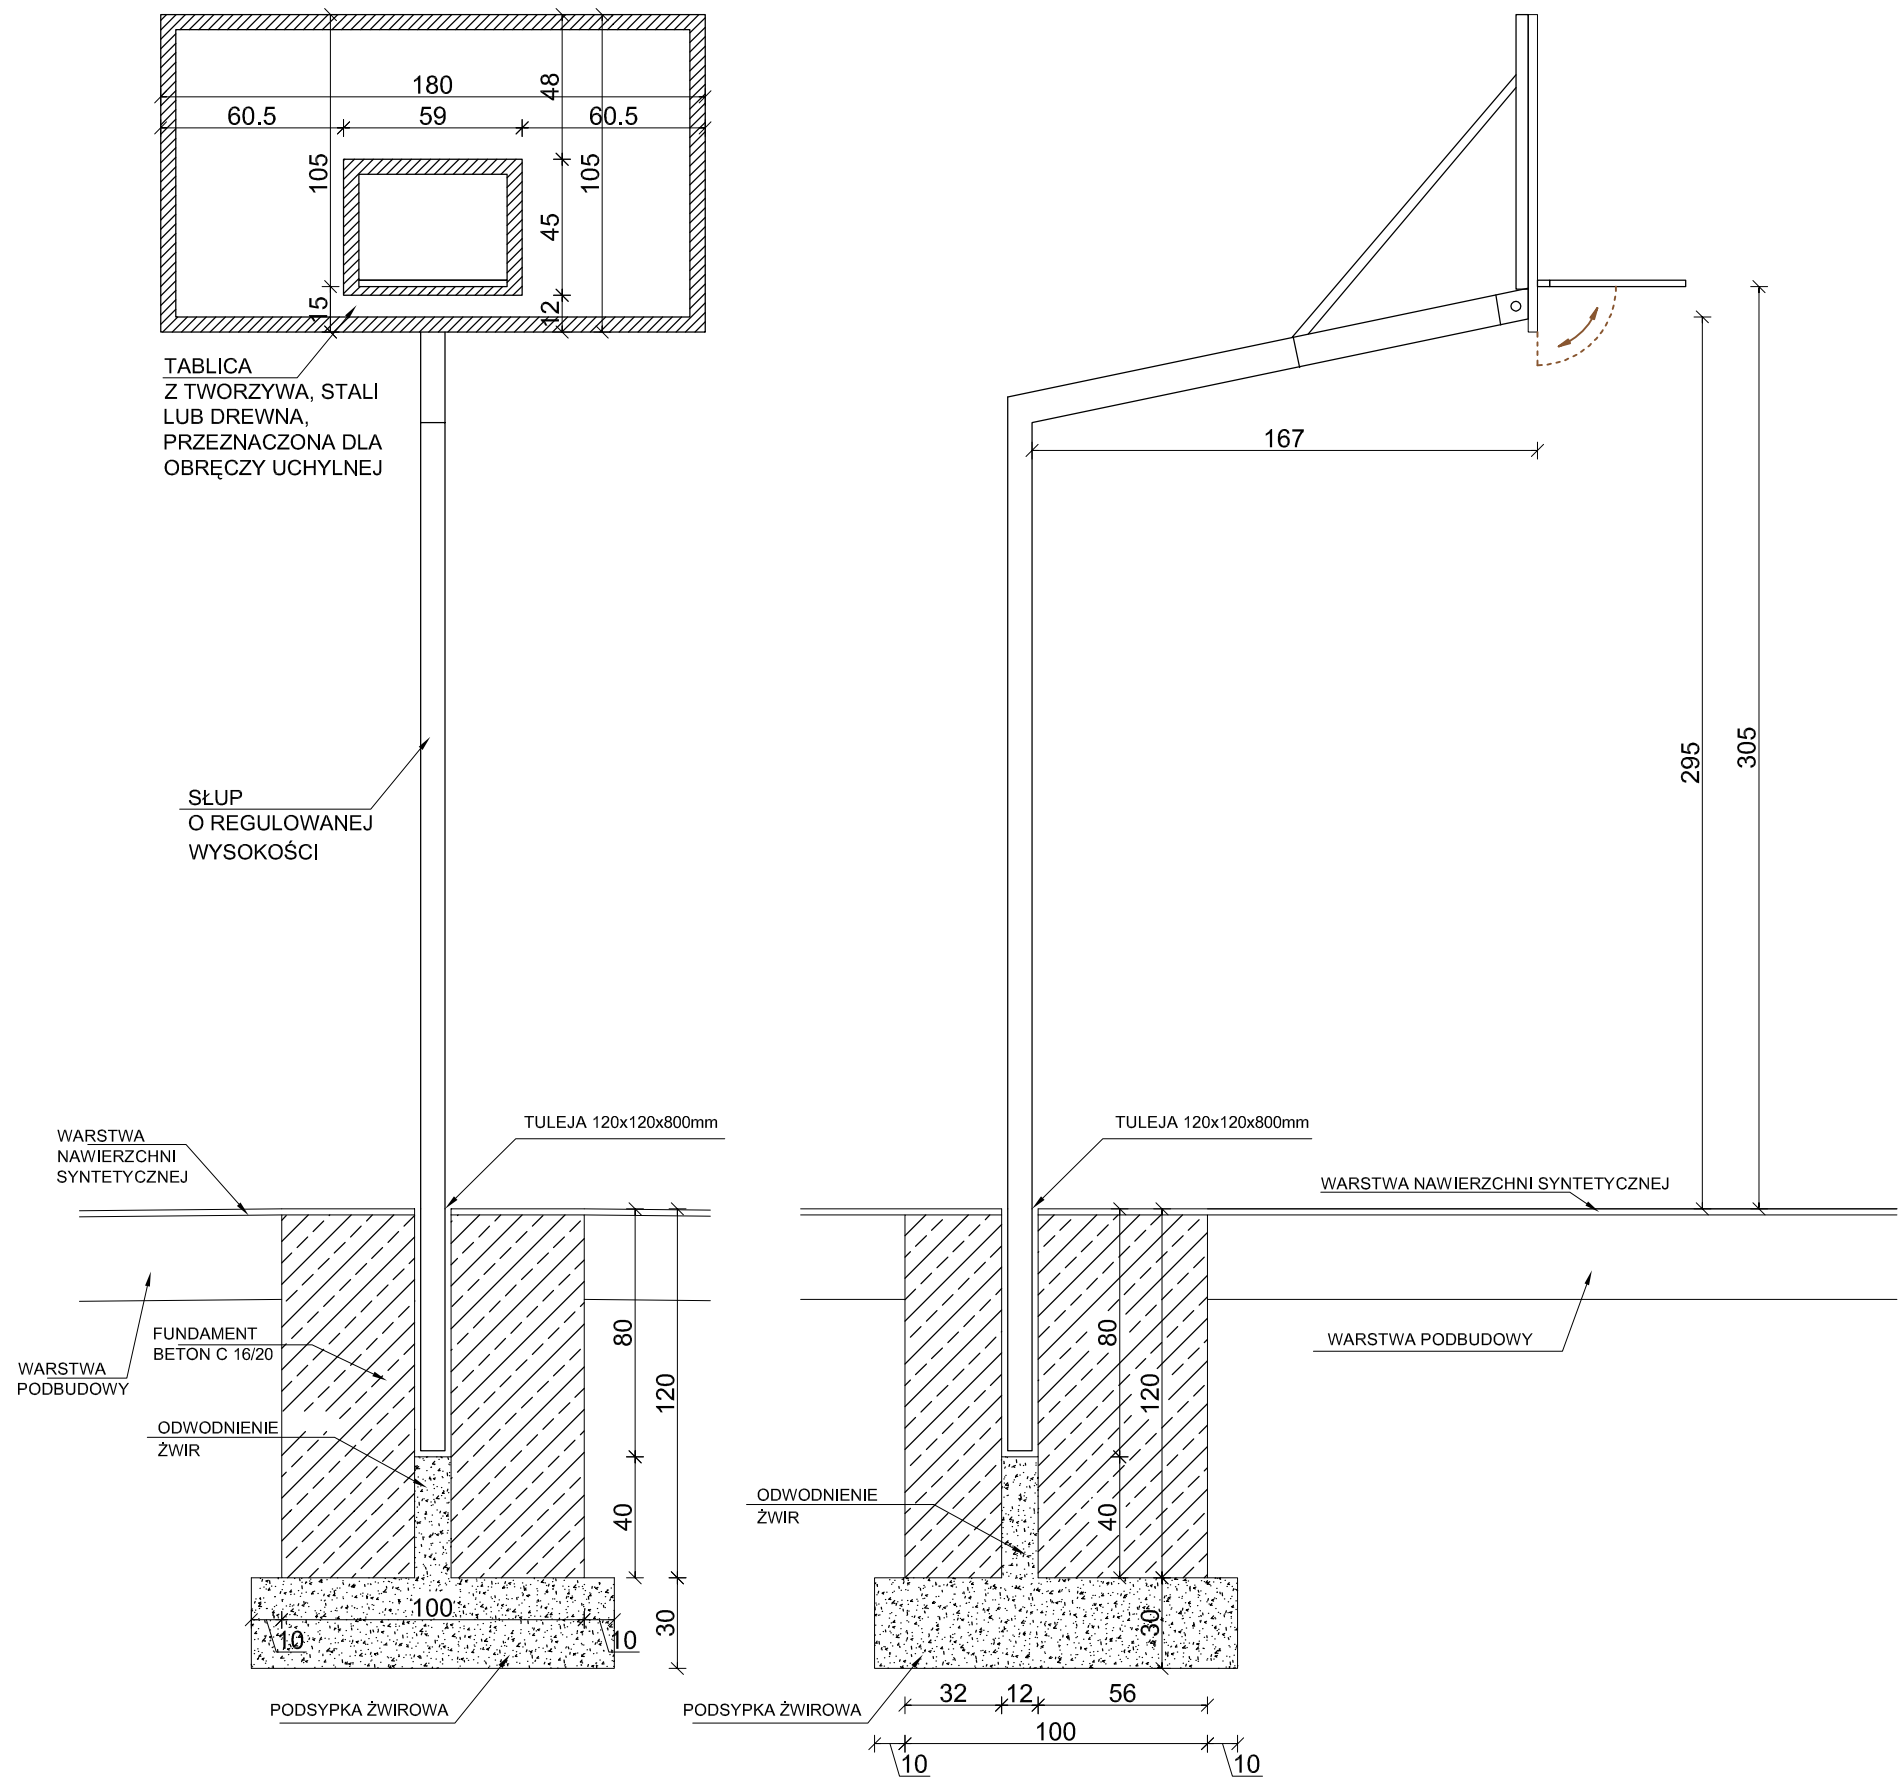 180
60.5
59
60.5
48
105
105
45
15
12
TABLICA
Z TWORZYWA, STALI
LUB DREWNA,
PRZEZNACZONA DLA
OBRĘCZY UCHYLNEJ
SŁUP
O REGULOWANEJ
WYSOKOŚCI
WARSTWA
NAWIERZCHNI
SYNTETYCZNEJ
TULEJA 120x120x800mm
WARSTWA
PODBUDOWY
FUNDAMENT
BETON C 16/20
ODWODNIENIE
ŻWIR
80
120
40
30
100
10
10
PODSYPKA ŻWIROWA
167
295
305
TULEJA 120x120x800mm
WARSTWA NAWIERZCHNI SYNTETYCZNEJ
WARSTWA PODBUDOWY
80
120
40
30
ODWODNIENIE
ŻWIR
PODSYPKA ŻWIROWA
32
12
56
100
10
10